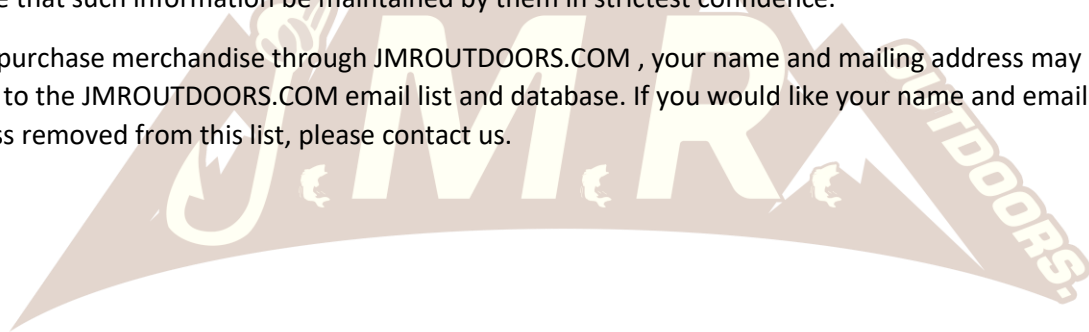 e that such information be maintained by them in strictest confidence.
purchase merchandise through JMROUTDOORS.COM , your name and mailing address may
to the JMROUTDOORS.COM email list and database. If you would like your name and email
ss removed from this list, please contact us.
J.M.R.
OUTDOORS.